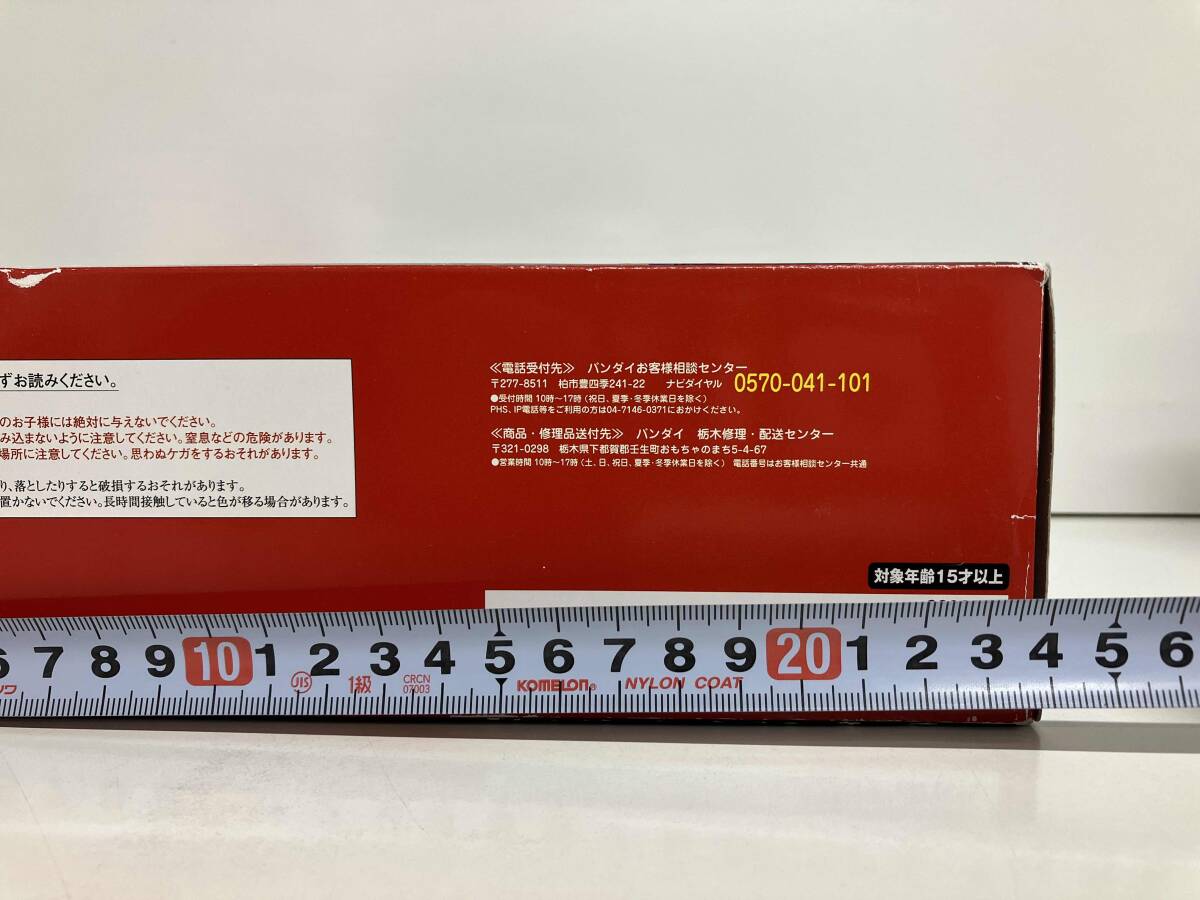 ずお読みください。
のお子様には絶対に与えないでください。
み込まないように注意してください。窒息などの危険があります。
場所に注意してください。思わぬケガをするおそれがあります。
り、落としたりすると破損するおそれがあります。
置かないでください。長時間接触していると色が移る場合があります。
≪電話受付先≫ バンダイお客様相談センター
〒277-8511 柏市豊四季241-22 ナビダイヤル 0570-041-101
●受付時間 10時〜17時(祝日、夏季・冬季休業日を除く)
PHS、IP電話等をご利用の方は04-7146-0371におかけください。
≪商品・修理品送付先≫ バンダイ 栃木修理・配送センター
〒321-0298 栃木県下都賀郡壬生町おもちゃのまち5-4-67
●営業時間 10時〜17時(土、日、祝日、夏季・冬季休業日を除く) 電話番号はお客様相談センター共通
対象年齢15才以上
6 7 8 9 10 1 2 3 4 5 6 7 8 9 20 1 2 3 4 5 6
JIS 1級 CRCN 07003 KOMELON® NYLON COAT